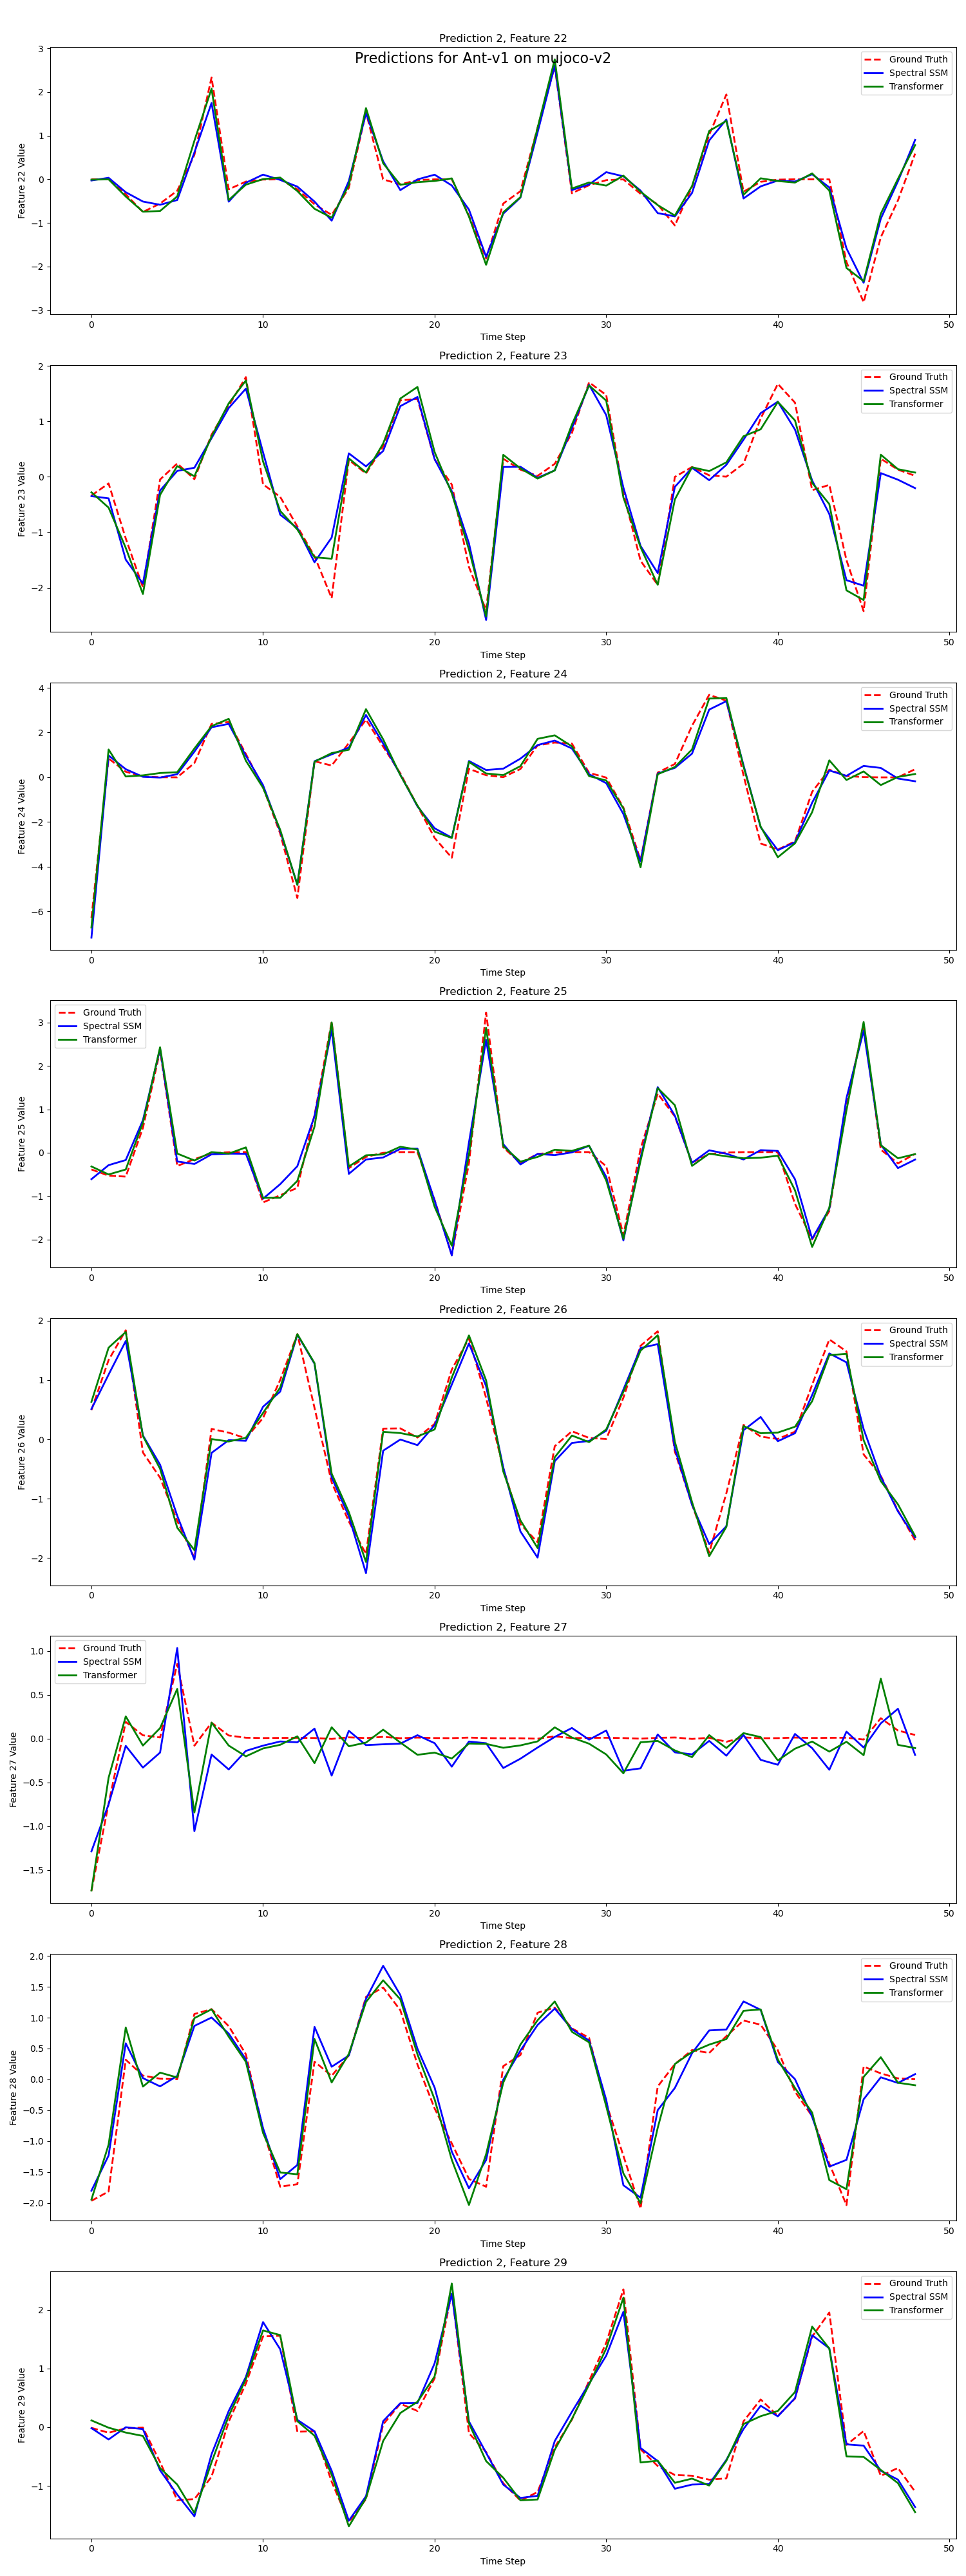 Prediction 2, Feature 22
Predictions for Ant-v1 on mujoco-v2
Ground Truth
Spectral SSM
Transformer
Feature 22 Value
3
2
1
0
−1
−2
−3
0 10 20 30 40 50
Time Step
Prediction 2, Feature 23
Ground Truth
Spectral SSM
Transformer
Feature 23 Value
2
1
0
−1
−2
0 10 20 30 40 50
Time Step
Prediction 2, Feature 24
Ground Truth
Spectral SSM
Transformer
Feature 24 Value
4
2
0
−2
−4
−6
0 10 20 30 40 50
Time Step
Prediction 2, Feature 25
Ground Truth
Spectral SSM
Transformer
Feature 25 Value
3
2
1
0
−1
−2
0 10 20 30 40 50
Time Step
Prediction 2, Feature 26
Ground Truth
Spectral SSM
Transformer
Feature 26 Value
2
1
0
−1
−2
0 10 20 30 40 50
Time Step
Prediction 2, Feature 27
Ground Truth
Spectral SSM
Transformer
Feature 27 Value
1.0
0.5
0.0
−0.5
−1.0
−1.5
0 10 20 30 40 50
Time Step
Prediction 2, Feature 28
Ground Truth
Spectral SSM
Transformer
Feature 28 Value
2.0
1.5
1.0
0.5
0.0
−0.5
−1.0
−1.5
−2.0
0 10 20 30 40 50
Time Step
Prediction 2, Feature 29
Ground Truth
Spectral SSM
Transformer
Feature 29 Value
2
1
0
−1
0 10 20 30 40 50
Time Step